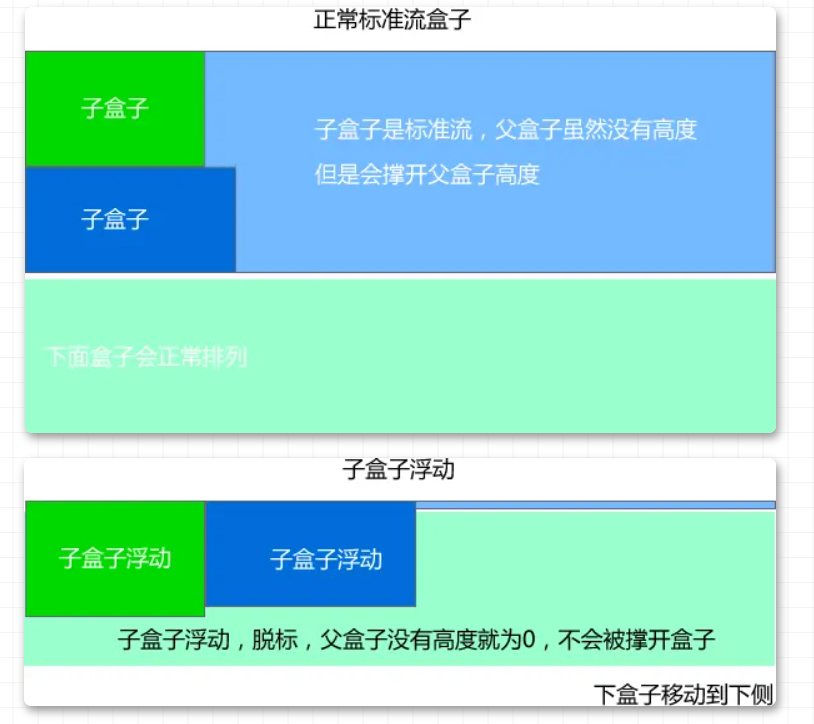 正常标准流盒子
子盒子
子盒子是标准流，父盒子虽然没有高度
但是会撑开父盒子高度
子盒子
下面盒子会正常排列
子盒子浮动
子盒子浮动
子盒子浮动
子盒子浮动，脱标，父盒子没有高度就为0，不会被撑开盒子
下盒子移动到下侧